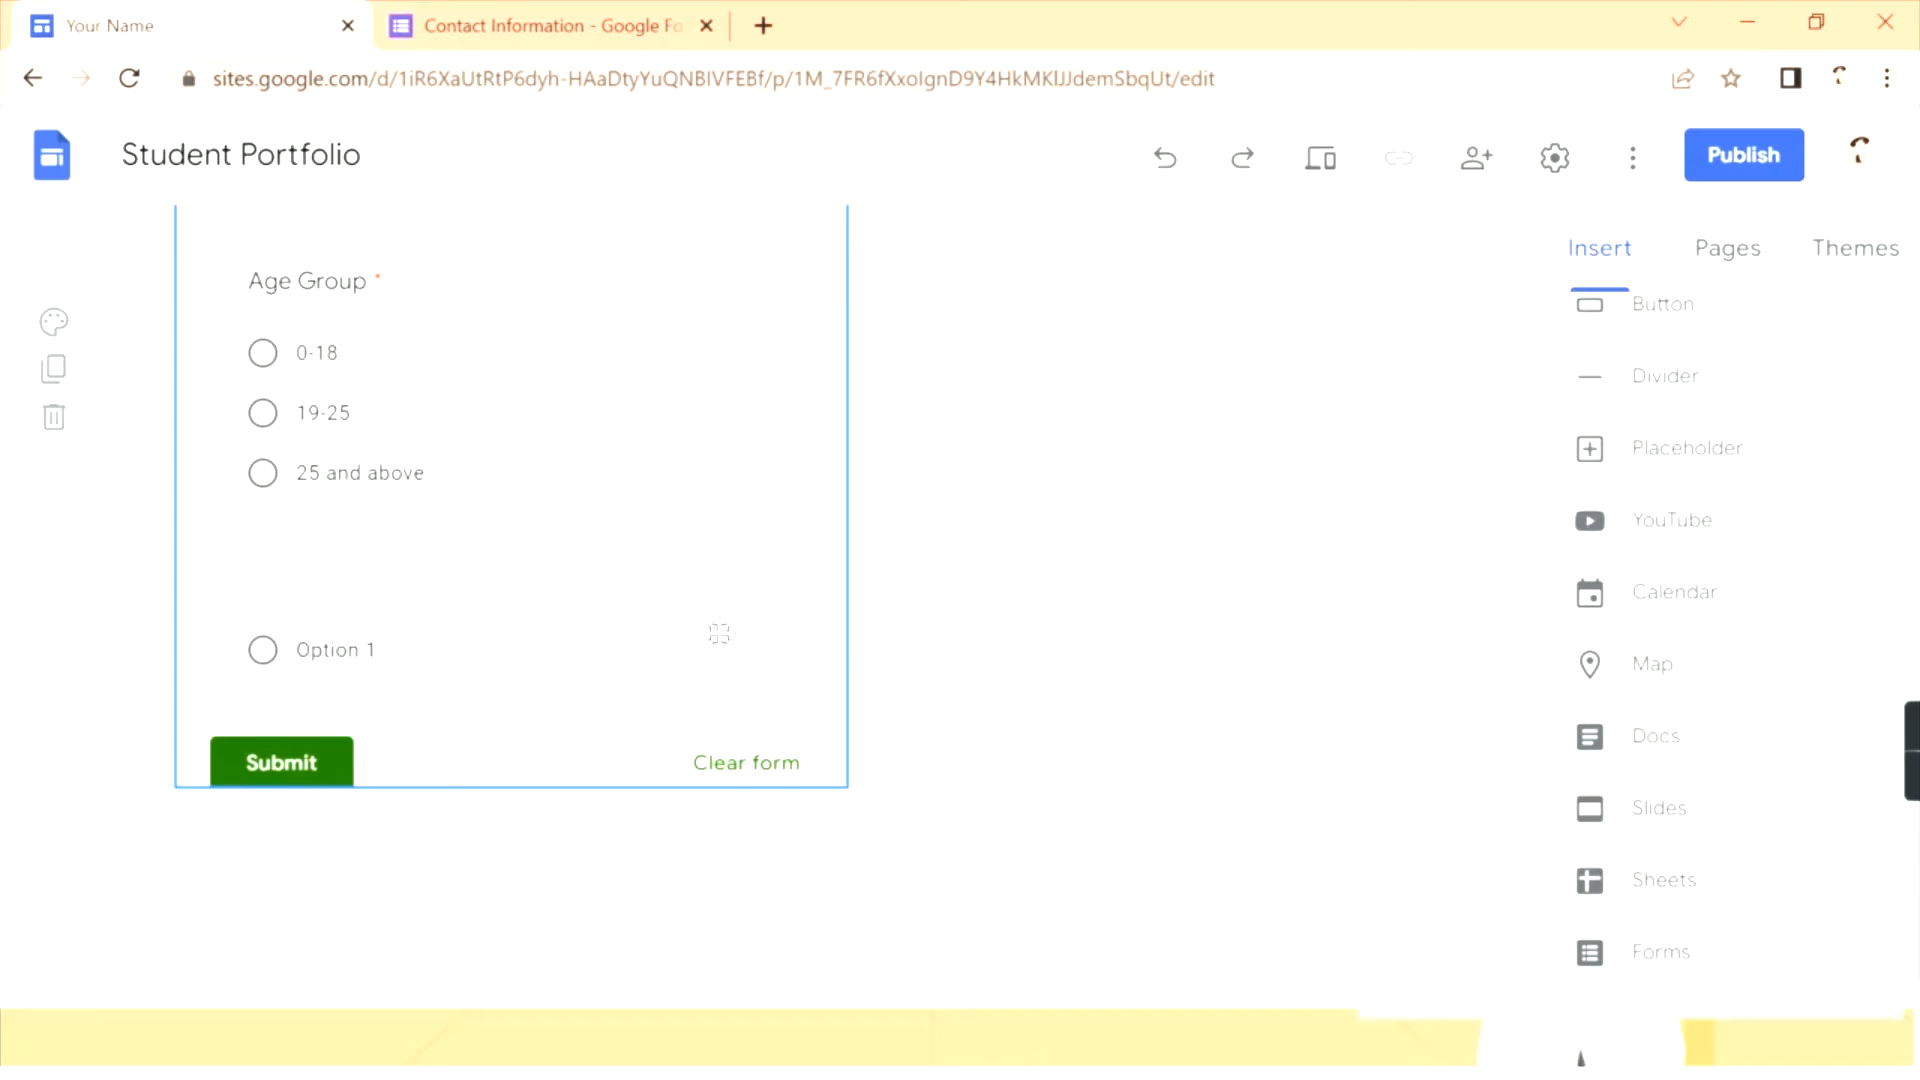 Your Name
Contact Information - Google Fo
sites.google.com/d/1iR6XaUtRtP6dyh-HAaDtyYuQNBIVFEBf/p/1M_7FR6fXxoIgnD9Y4HkMKIJJdemSbqUt/edit
Student Portfolio
Publish
Insert
Pages
Themes
Age Group *
0-18
19-25
25 and above
Option 1
Submit
Clear form
Button
Divider
Placeholder
YouTube
Calendar
Map
Docs
Slides
Sheets
Forms